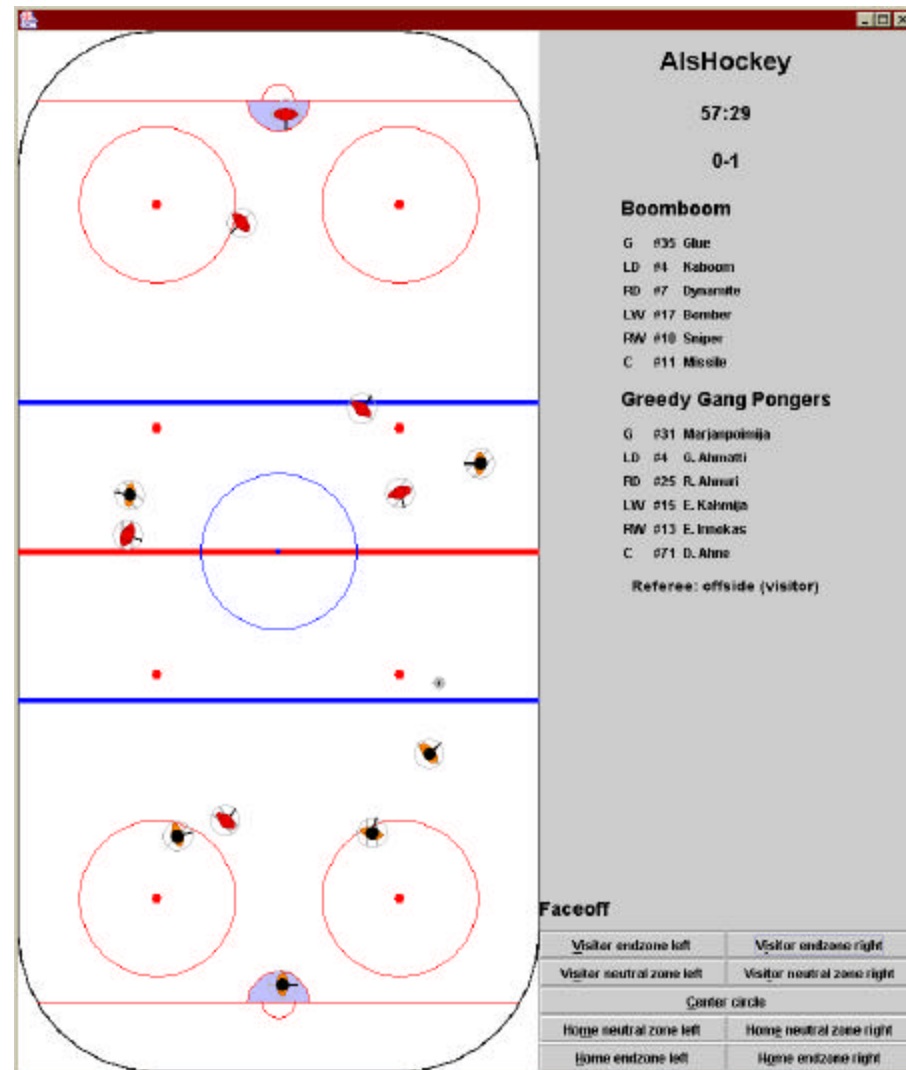 AIsHockey
57:29
0-1
Boomboom
G #35 Glue
LD #4 Kaboom
RD #7 Dynamite
LW #17 Bomber
RW #10 Sniper
C #11 Missile
Greedy Gang Pongers
G #31 Marjanpoimija
LD #4 G. Ahmatti
RD #25 R. Ahnuri
LW #15 E. Kahmija
RW #13 E. Irmokas
C #71 D. Ahne
Referee: offside (visitor)
Faceoff
Visitor endzone left Visitor endzone right
Visitor neutral zone left Visitor neutral zone right
Center circle
Home neutral zone left Home neutral zone right
Home endzone left Home endzone right